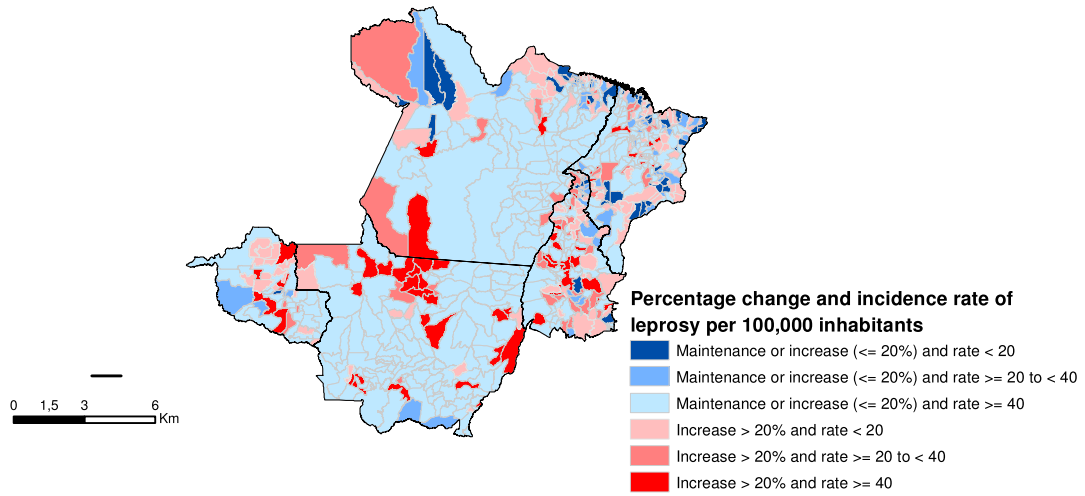 Percentage change and incidence rate of
leprosy per 100,000 inhabitants
Maintenance or increase (<= 20%) and rate < 20
Maintenance or increase (<= 20%) and rate >= 20 to < 40
Maintenance or increase (<= 20%) and rate >= 40
Increase > 20% and rate < 20
Increase > 20% and rate >= 20 to < 40
Increase > 20% and rate >= 40
0 1,5 3 6
Km